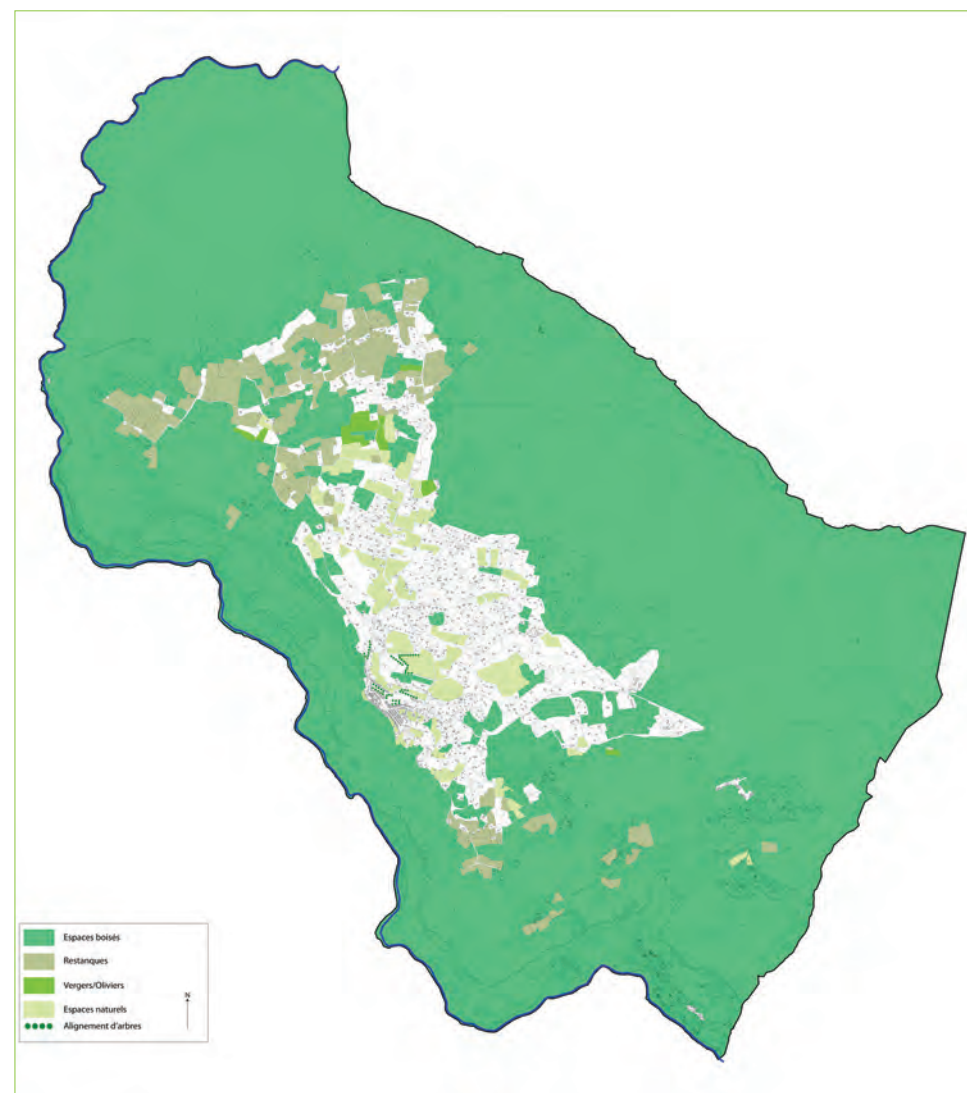 Espaces boisés
Restanques
Vergers/Oliviers
Espaces naturels
Alignement d'arbres
N